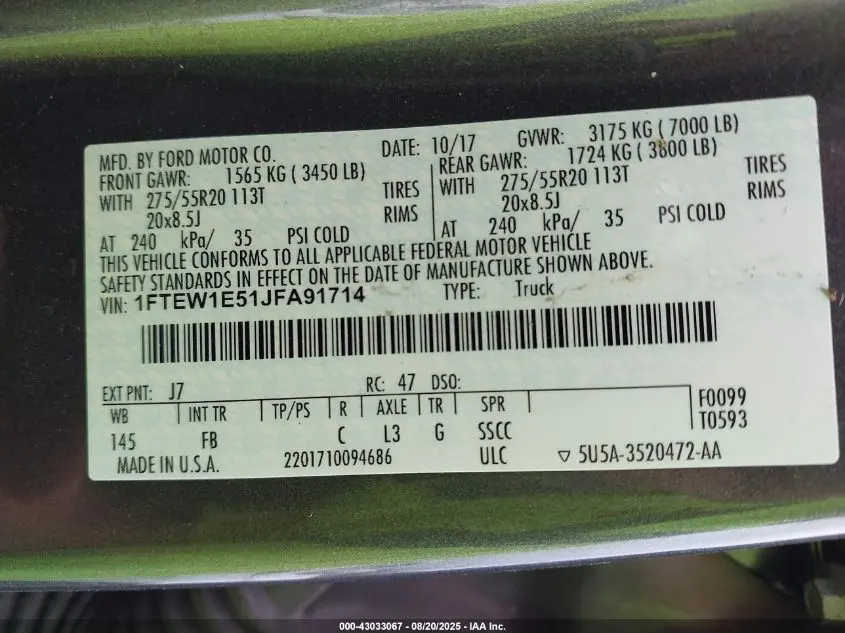 MFD. BY FORD MOTOR CO. DATE: 10/17 GVWR: 3175 KG ( 7000 LB)
FRONT GAWR: 1565 KG ( 3450 LB) REAR GAWR: 1724 KG ( 3800 LB)
WITH 275/55R20 113T TIRES WITH 275/55R20 113T TIRES
20x8.5J RIMS 20x8.5J RIMS
AT 240 kPa/ 35 PSI COLD AT 240 kPa/ 35 PSI COLD
THIS VEHICLE CONFORMS TO ALL APPLICABLE FEDERAL MOTOR VEHICLE
SAFETY STANDARDS IN EFFECT ON THE DATE OF MANUFACTURE SHOWN ABOVE.
VIN: 1FTEW1E51JFA91714 TYPE: Truck
EXT PNT: J7 RC: 47 DSO:
WB INT TR TP/PS R AXLE TR SPR F0099
T0593
145 FB C L3 G SSCC
MADE IN U.S.A. 2201710094686 ULC ▽ 5U5A-3520472-AA
000-43033067 - 08/20/2025 - IAA Inc.